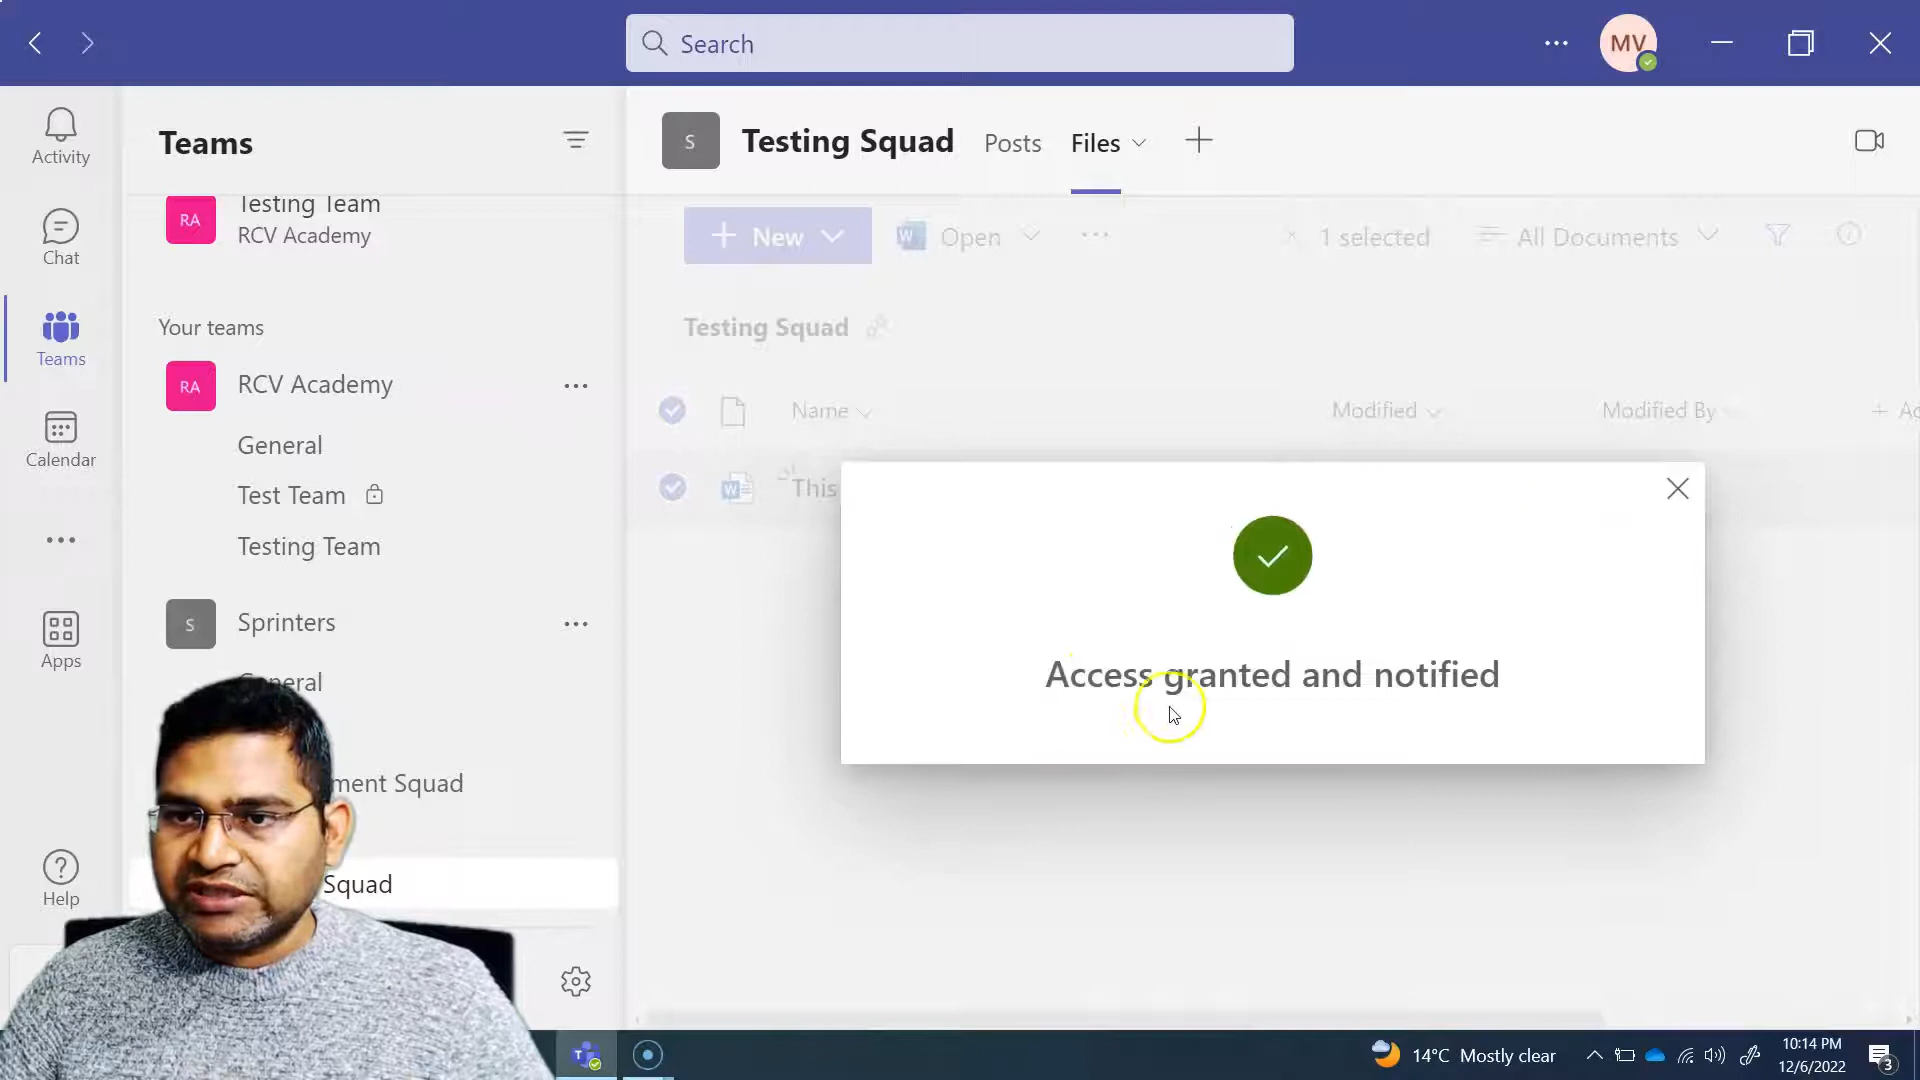 Search
MV
Activity
Chat
Teams
Calendar
Apps
Help
Teams
RA
Testing Team
RCV Academy
Your teams
RA
RCV Academy
General
Test Team
Testing Team
S
Sprinters
General
ment Squad
Squad
S
Testing Squad
Posts
Files
New
W
Open
1 selected
All Documents
Testing Squad
Name
Modified
Modified By
W
This
Access granted and notified
T
14°C Mostly clear
10:14 PM
12/6/2022
3